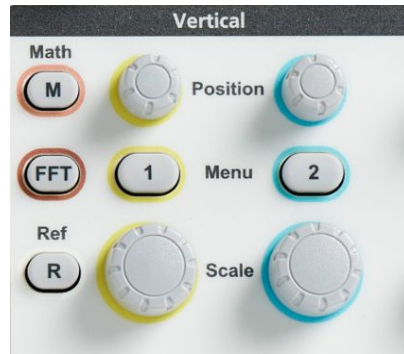 Vertical
Math
M
Position
FFT
1
Menu
2
Ref
R
Scale